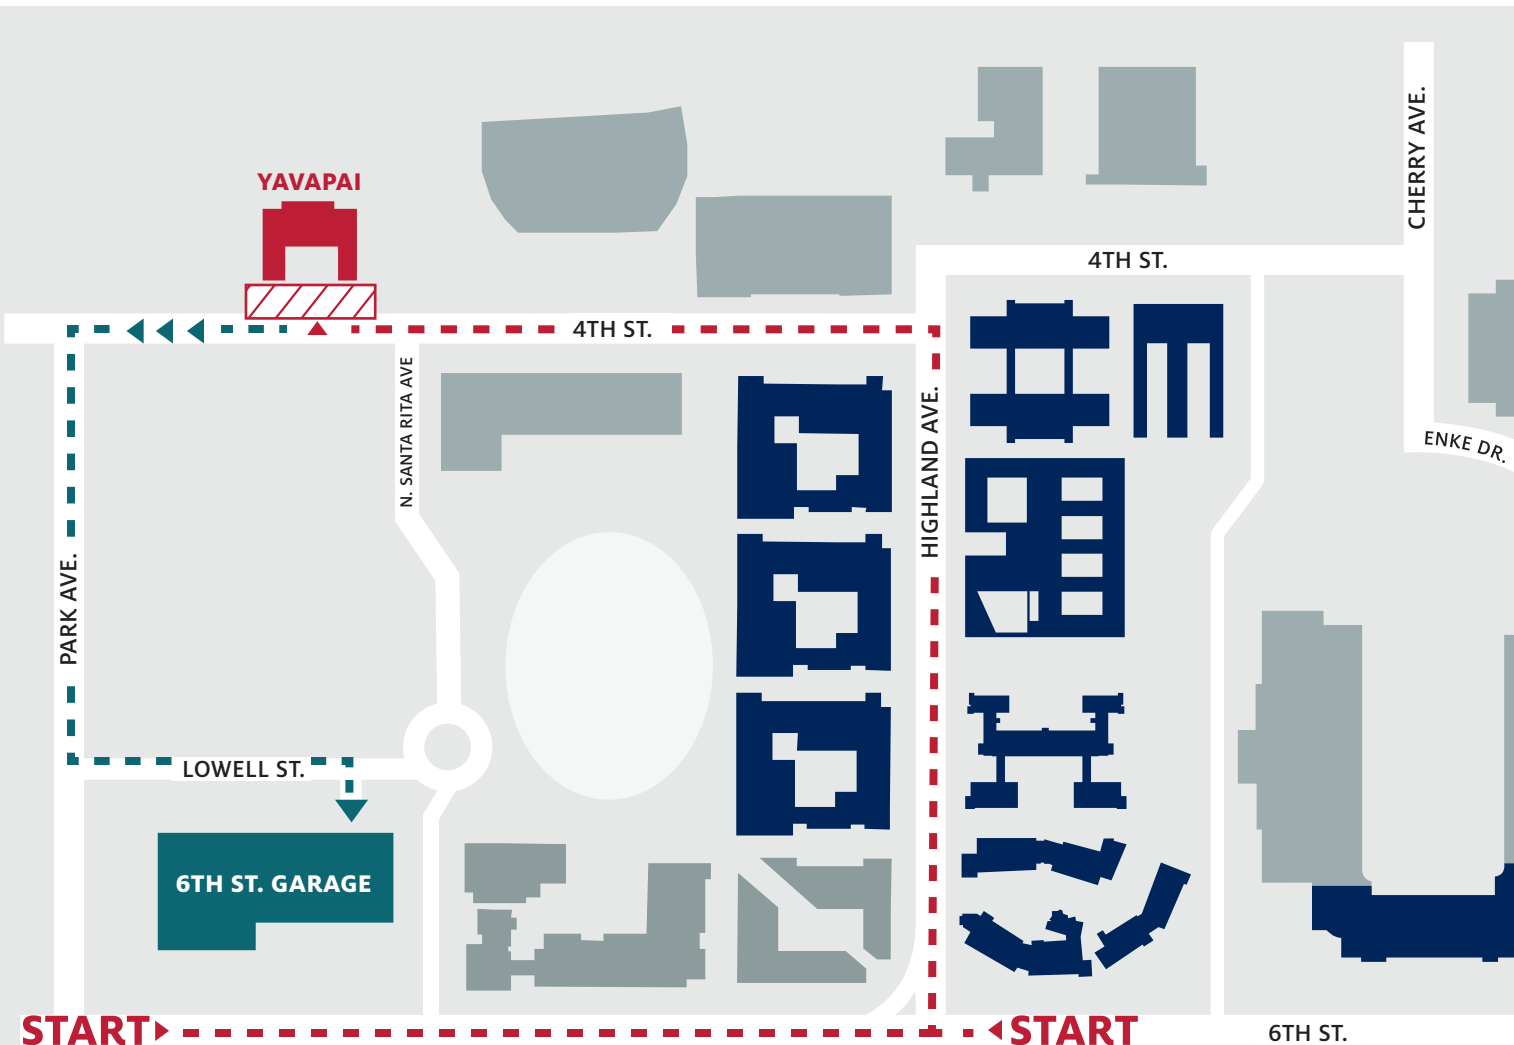 CHERRY AVE.
YAVAPAI
4TH ST.
4TH ST.
N. SANTA RITA AVE
HIGHLAND AVE.
ENKE DR.
PARK AVE.
LOWELL ST.
6TH ST. GARAGE
START
START
6TH ST.